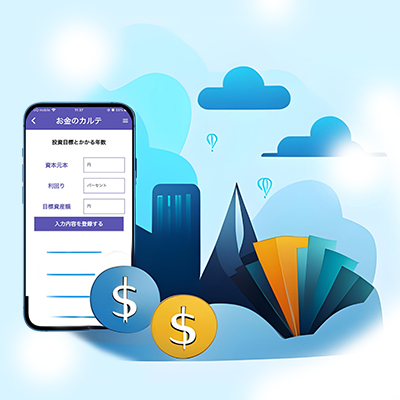 11:37
お金のカルテ
投資目標とかかる年数
資本元本
円
利回り
パーセント
目標資産額
円
入力内容を登録する
$
$